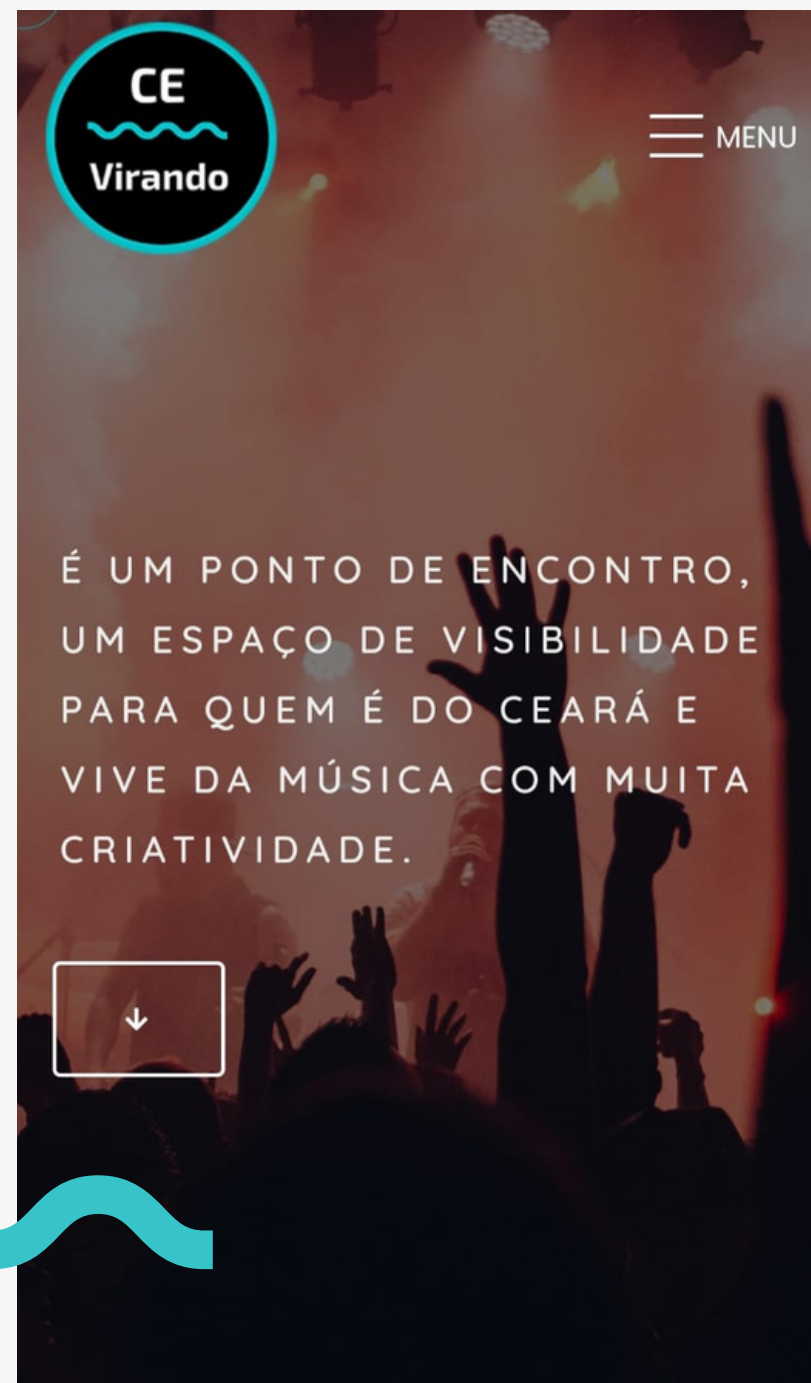 CE
Virando
MENU
É UM PONTO DE ENCONTRO,
UM ESPAÇO DE VISIBILIDADE
PARA QUEM É DO CEARÁ E
VIVE DA MÚSICA COM MUITA
CRIATIVIDADE.